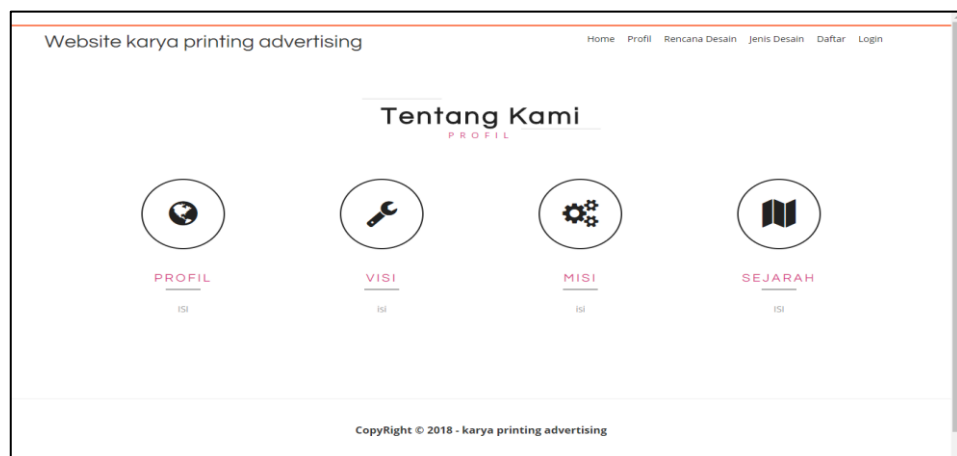 Website karya printing advertising
Home Profil Rencana Desain Jenis Desain Daftar Login
Tentang Kami
PROFIL
PROFIL VISI MISI SEJARAH
ISI isi isi ISI
CopyRight © 2018 - karya printing advertising